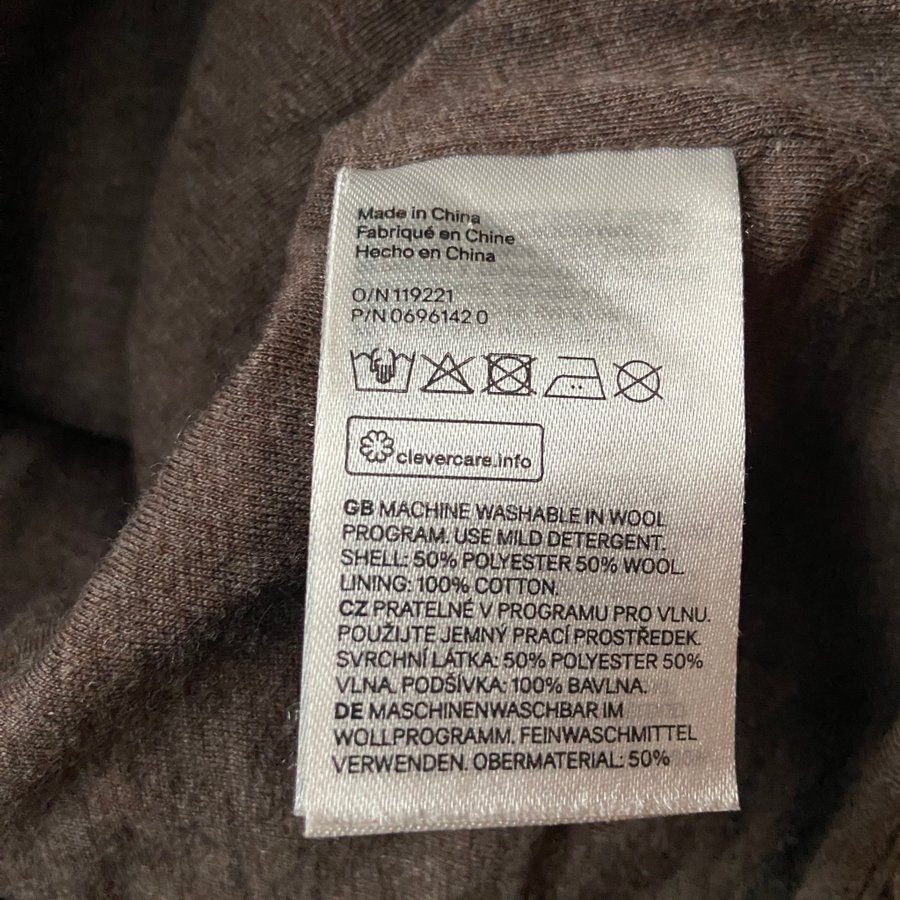 Made in China
Fabriqué en Chine
Hecho en China
O/N 119221
P/N 0696142 0
clevercare.info
GB MACHINE WASHABLE IN WOOL
PROGRAM. USE MILD DETERGENT.
SHELL: 50% POLYESTER 50% WOOL.
LINING: 100% COTTON.
CZ PRATELNÉ V PROGRAMU PRO VLNU.
POUŽIJTE JEMNÝ PRACÍ PROSTŘEDEK.
SVRCHNÍ LÁTKA: 50% POLYESTER 50%
VLNA. PODŠÍVKA: 100% BAVLNA.
DE MASCHINENWASCHBAR IM
WOLLPROGRAMM. FEINWASCHMITTEL
VERWENDEN. OBERMATERIAL: 50%